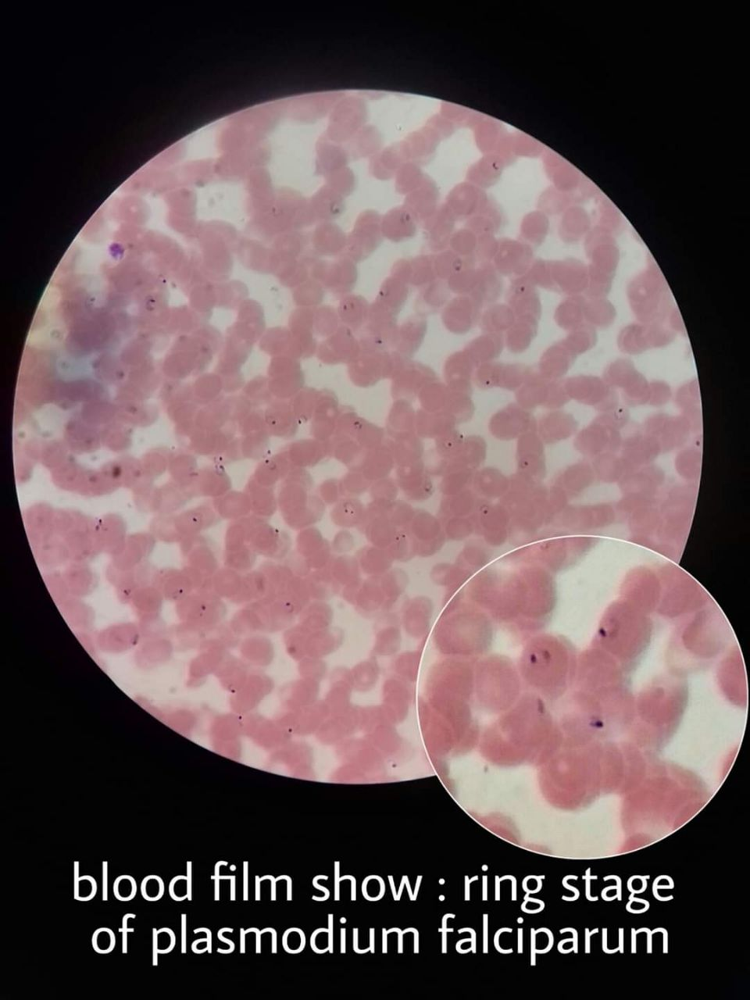 blood film show : ring stage
of plasmodium falciparum